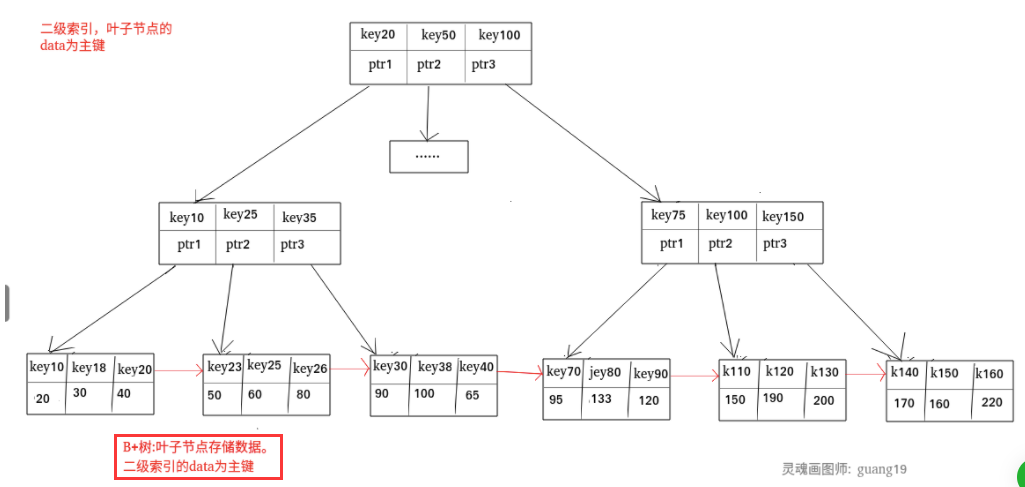 二级索引，叶子节点的
data为主键
key20 key50 key100
ptr1 ptr2 ptr3
······
key10 key25 key35
ptr1 ptr2 ptr3
key75 key100 key150
ptr1 ptr2 ptr3
key10 key18 key20
20 30 40
key23 key25 key26
50 60 80
key30 key38 key40
90 100 65
key70 jey80 key90
95 133 120
k110 k120 k130
150 190 200
k140 k150 k160
170 160 220
B+树:叶子节点存储数据。
二级索引的data为主键
灵魂画图师: guang19